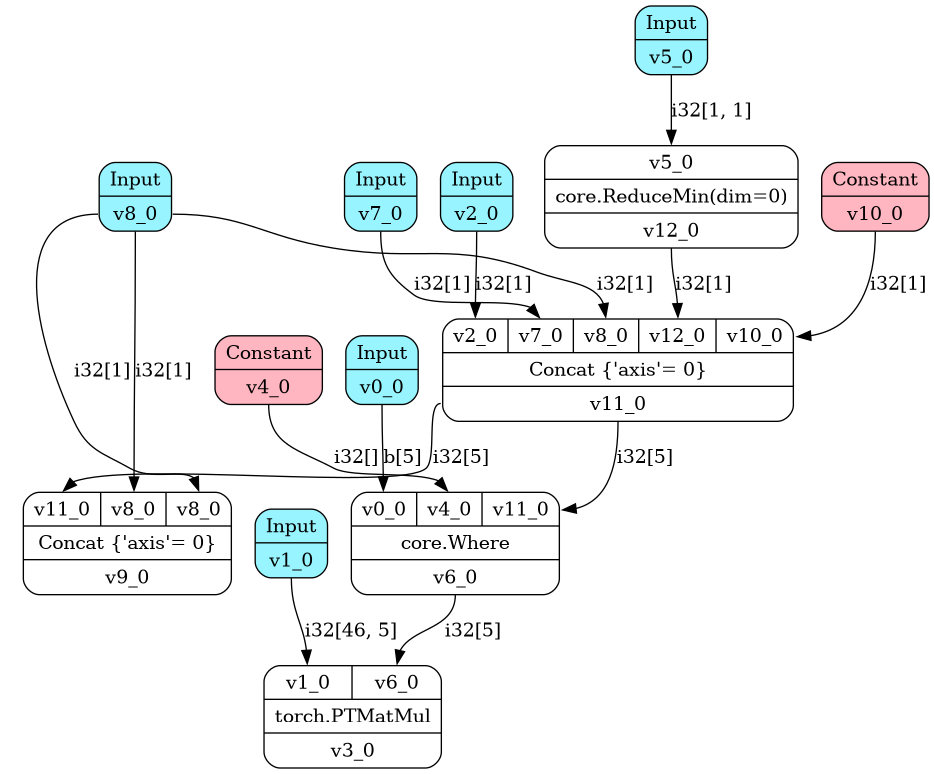 Input
v5_0
i32[1, 1]
Input
v8_0
Input
v7_0
Input
v2_0
v5_0
core.ReduceMin(dim=0)
v12_0
Constant
v10_0
i32[1]
i32[1]
i32[1]
i32[1]
i32[1]
v2_0
v7_0
v8_0
v12_0
v10_0
Concat {'axis'= 0}
v11_0
Constant
v4_0
Input
v0_0
i32[1]
i32[1]
i32[]
b[5]
i32[5]
i32[5]
v11_0
v8_0
v8_0
Concat {'axis'= 0}
v9_0
Input
v1_0
v0_0
v4_0
v11_0
core.Where
v6_0
i32[46, 5]
i32[5]
v1_0
v6_0
torch.PTMatMul
v3_0